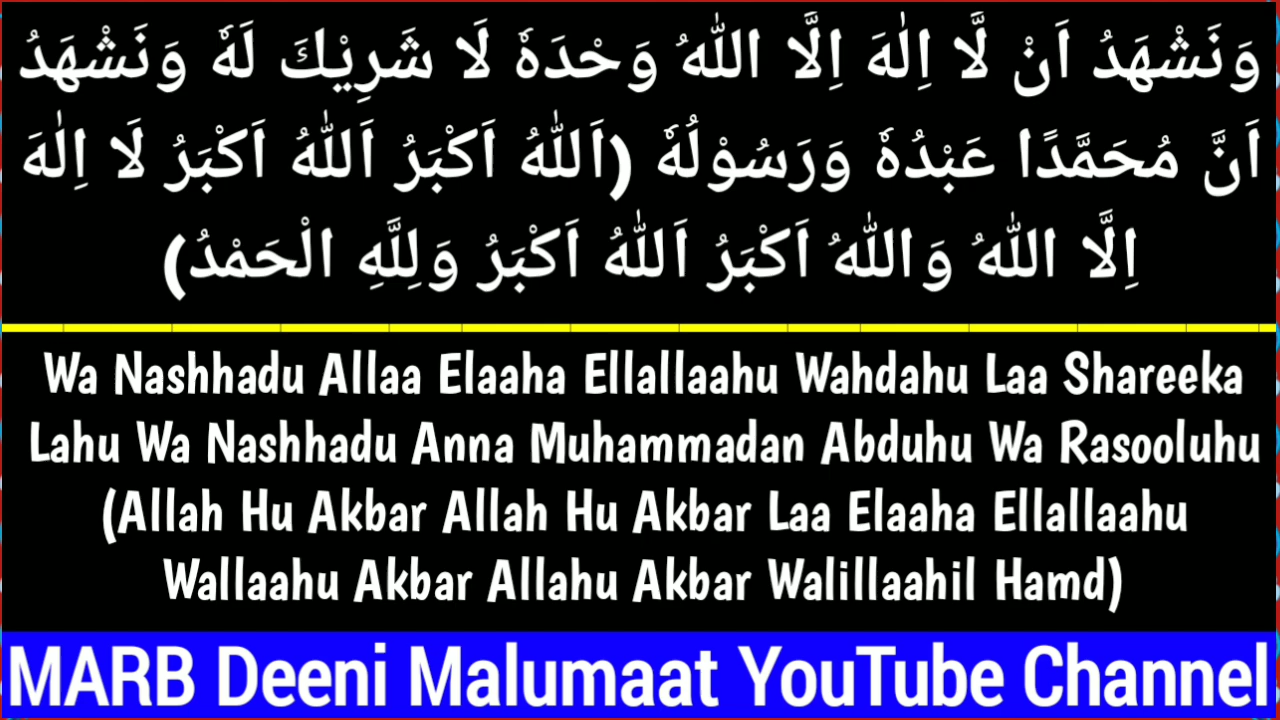 وَنَشْهَدُ اَنْ لَّا اِلٰهَ اِلَّا اللّٰهُ وَحْدَهٗ لَا شَرِيْكَ لَهٗ وَنَشْهَدُ
اَنَّ مُحَمَّدًا عَبْدُهٗ وَرَسُوْلُهٗ (اَللّٰهُ اَكْبَرُ اَللّٰهُ اَكْبَرُ لَا اِلٰهَ
اِلَّا اللّٰهُ وَاللّٰهُ اَكْبَرُ اَللّٰهُ اَكْبَرُ وَلِلَّهِ الْحَمْدُ)
Wa Nashhadu Allaa Elaaha Ellallaahu Wahdahu Laa Shareeka
Lahu Wa Nashhadu Anna Muhammadan Abduhu Wa Rasooluhu
(Allah Hu Akbar Allah Hu Akbar Laa Elaaha Ellallaahu
Wallaahu Akbar Allahu Akbar Walillaahil Hamd)
MARB Deeni Malumaat YouTube Channel